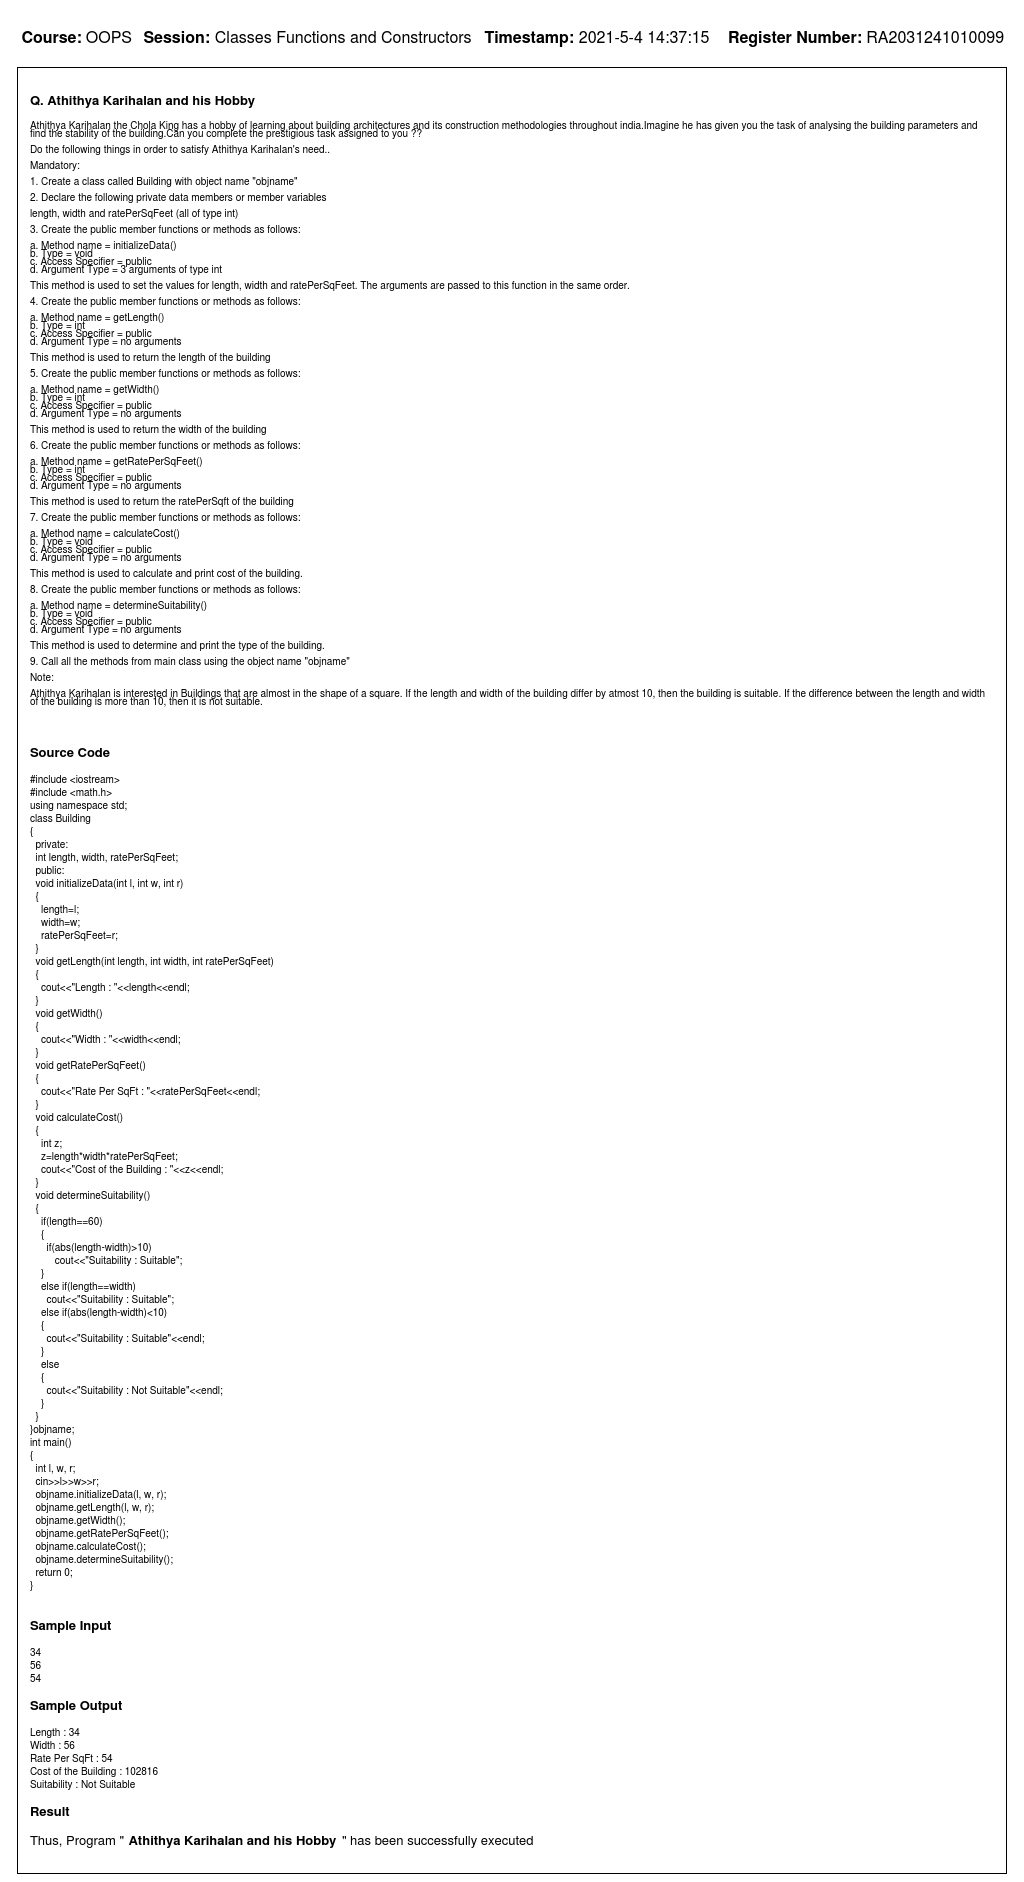 Course: OOPS Session: Classes Functions and Constructors Timestamp: 2021-5-4 14:37:15 Register Number: RA2031241010099
Q. Athithya Karihalan and his Hobby
Athithya Karihalan the Chola King has a hobby of learning about building architectures and its construction methodologies throughout india.Imagine he has given you the task of analysing the building parameters and
find the stability of the building.Can you complete the prestigious task assigned to you ??
Do the following things in order to satisfy Athithya Karihalan's need..
Mandatory:
1. Create a class called Building with object name "objname"
2. Declare the following private data members or member variables
length, width and ratePerSqFeet (all of type int)
3. Create the public member functions or methods as follows:
a. Method name = initializeData()
b. Type = void
c. Access Specifier = public
d. Argument Type = 3 arguments of type int
This method is used to set the values for length, width and ratePerSqFeet. The arguments are passed to this function in the same order.
4. Create the public member functions or methods as follows:
a. Method name = getLength()
b. Type = int
c. Access Specifier = public
d. Argument Type = no arguments
This method is used to return the length of the building
5. Create the public member functions or methods as follows:
a. Method name = getWidth()
b. Type = int
c. Access Specifier = public
d. Argument Type = no arguments
This method is used to return the width of the building
6. Create the public member functions or methods as follows:
a. Method name = getRatePerSqFeet()
b. Type = int
c. Access Specifier = public
d. Argument Type = no arguments
This method is used to return the ratePerSqft of the building
7. Create the public member functions or methods as follows:
a. Method name = calculateCost()
b. Type = void
c. Access Specifier = public
d. Argument Type = no arguments
This method is used to calculate and print cost of the building.
8. Create the public member functions or methods as follows:
a. Method name = determineSuitability()
b. Type = void
c. Access Specifier = public
d. Argument Type = no arguments
This method is used to determine and print the type of the building.
9. Call all the methods from main class using the object name "objname"
Note:
Athithya Karihalan is interested in Buildings that are almost in the shape of a square. If the length and width of the building differ by atmost 10, then the building is suitable. If the difference between the length and width
of the building is more than 10, then it is not suitable.
Source Code
#include <iostream>
#include <math.h>
using namespace std;
class Building
{
private:
int length, width, ratePerSqFeet;
public:
void initializeData(int l, int w, int r)
{
length=l;
width=w;
ratePerSqFeet=r;
}
void getLength(int length, int width, int ratePerSqFeet)
{
cout<<"Length : "<<length<<endl;
}
void getWidth()
{
cout<<"Width : "<<width<<endl;
}
void getRatePerSqFeet()
{
cout<<"Rate Per SqFt : "<<ratePerSqFeet<<endl;
}
void calculateCost()
{
int z;
z=length*width*ratePerSqFeet;
cout<<"Cost of the Building : "<<z<<endl;
}
void determineSuitability()
{
if(length==60)
{
if(abs(length-width)>10)
cout<<"Suitability : Suitable";
}
else if(length==width)
cout<<"Suitability : Suitable";
else if(abs(length-width)<10)
{
cout<<"Suitability : Suitable"<<endl;
}
else
{
cout<<"Suitability : Not Suitable"<<endl;
}
}
}objname;
int main()
{
int l, w, r;
cin>>l>>w>>r;
objname.initializeData(l, w, r);
objname.getLength(l, w, r);
objname.getWidth();
objname.getRatePerSqFeet();
objname.calculateCost();
objname.determineSuitability();
return 0;
}
Sample Input
34
56
54
Sample Output
Length : 34
Width : 56
Rate Per SqFt : 54
Cost of the Building : 102816
Suitability : Not Suitable
Result
Thus, Program " Athithya Karihalan and his Hobby " has been successfully executed